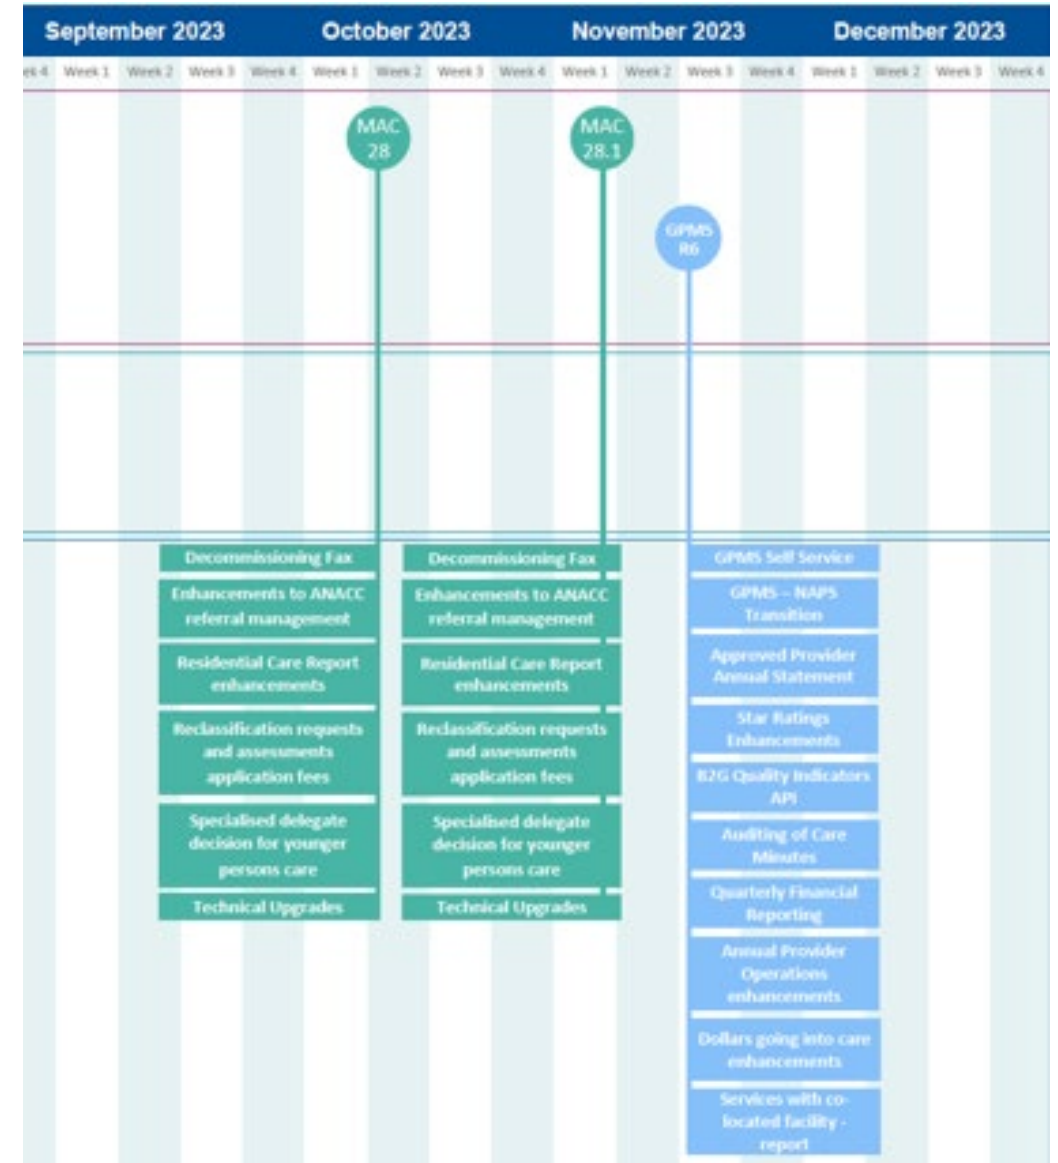 September 2023 October 2023 November 2023 December 2023
ek 4 Week 1 Week 2 Week 3 Week 4 Week 1 Week 2 Week 3 Week 4 Week 1 Week 2 Week 3 Week 4 Week 1 Week 2 Week 3 Week 4
MAC
28
MAC
28.1
GPMS
R6
Decommissioning Fax
Enhancements to ANACC
referral management
Residential Care Report
enhancements
Reclassification requests
and assessments
application fees
Specialised delegate
decision for younger
persons care
Technical Upgrades
Decommissioning Fax
Enhancements to ANACC
referral management
Residential Care Report
enhancements
Reclassification requests
and assessments
application fees
Specialised delegate
decision for younger
persons care
Technical Upgrades
GPMS Self Service
GPMS – NAPS
Transition
Approved Provider
Annual Statement
Star Ratings
Enhancements
B2G Quality Indicators
API
Auditing of Care
Minutes
Quarterly Financial
Reporting
Annual Provider
Operations
enhancements
Dollars going into care
enhancements
Services with co-
located facility -
report